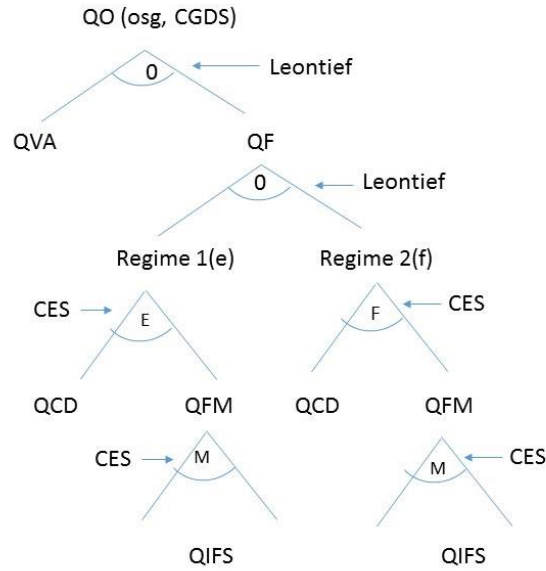 QO (osg, CGDS)
0
Leontief
QVA
QF
0
Leontief
Regime 1(e)
Regime 2(f)
CES
E
F
CES
QCD
QFM
QCD
QFM
CES
M
M
CES
QIFS
QIFS